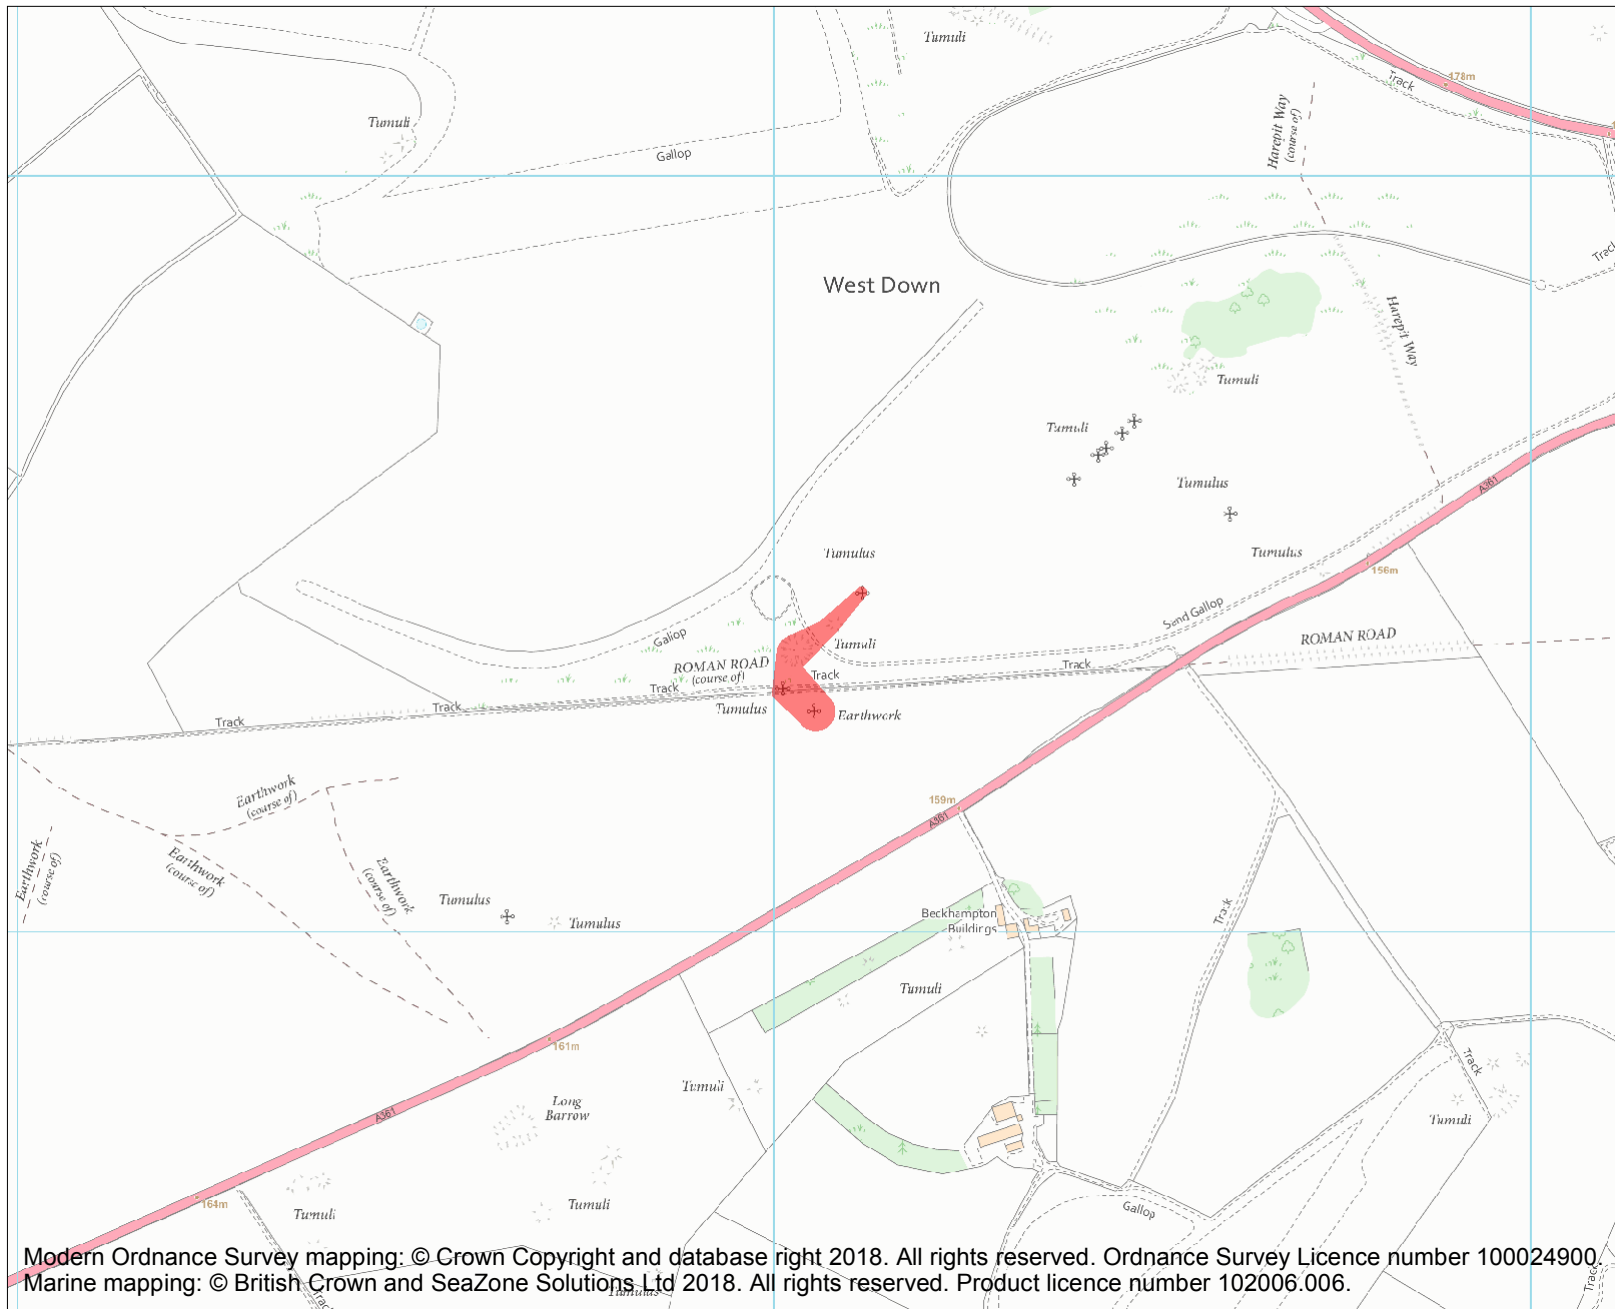 Tumuli
178m
Track
Tumuli
Harepit Way
(course of)
Gallop
Track
West Down
Harepit Way
Tumuli
Tumuli
Tumulus
A361
Tumulus
Tumulus
156m
Sand Gallop
Gallop
Tumuli
ROMAN ROAD
ROMAN ROAD
(course of)
Track
Track
Track
Track
Track
Tumulus
Earthwork
Earthwork
(course of)
159m
A361
Earthwork
(course of)
Earthwork
(course of)
Earthwork
(course of)
Tumulus
Tumulus
Beckhampton
Buildings
Track
Tumuli
161m
Track
Tumuli
Long
Barrow
A361
Tumuli
164m
Tumuli
Tumuli
Gallop
Modern Ordnance Survey mapping: © Crown Copyright and database right 2018. All rights reserved. Ordnance Survey Licence number 100024900.
Marine mapping: © British Crown and SeaZone Solutions Ltd 2018. All rights reserved. Product licence number 102006.006.
Tumulus
Track
Track